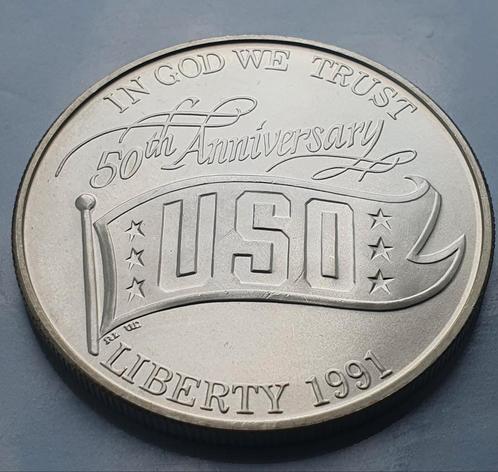 IN GOD WE TRUST
50th Anniversary
USO
LIBERTY 1991